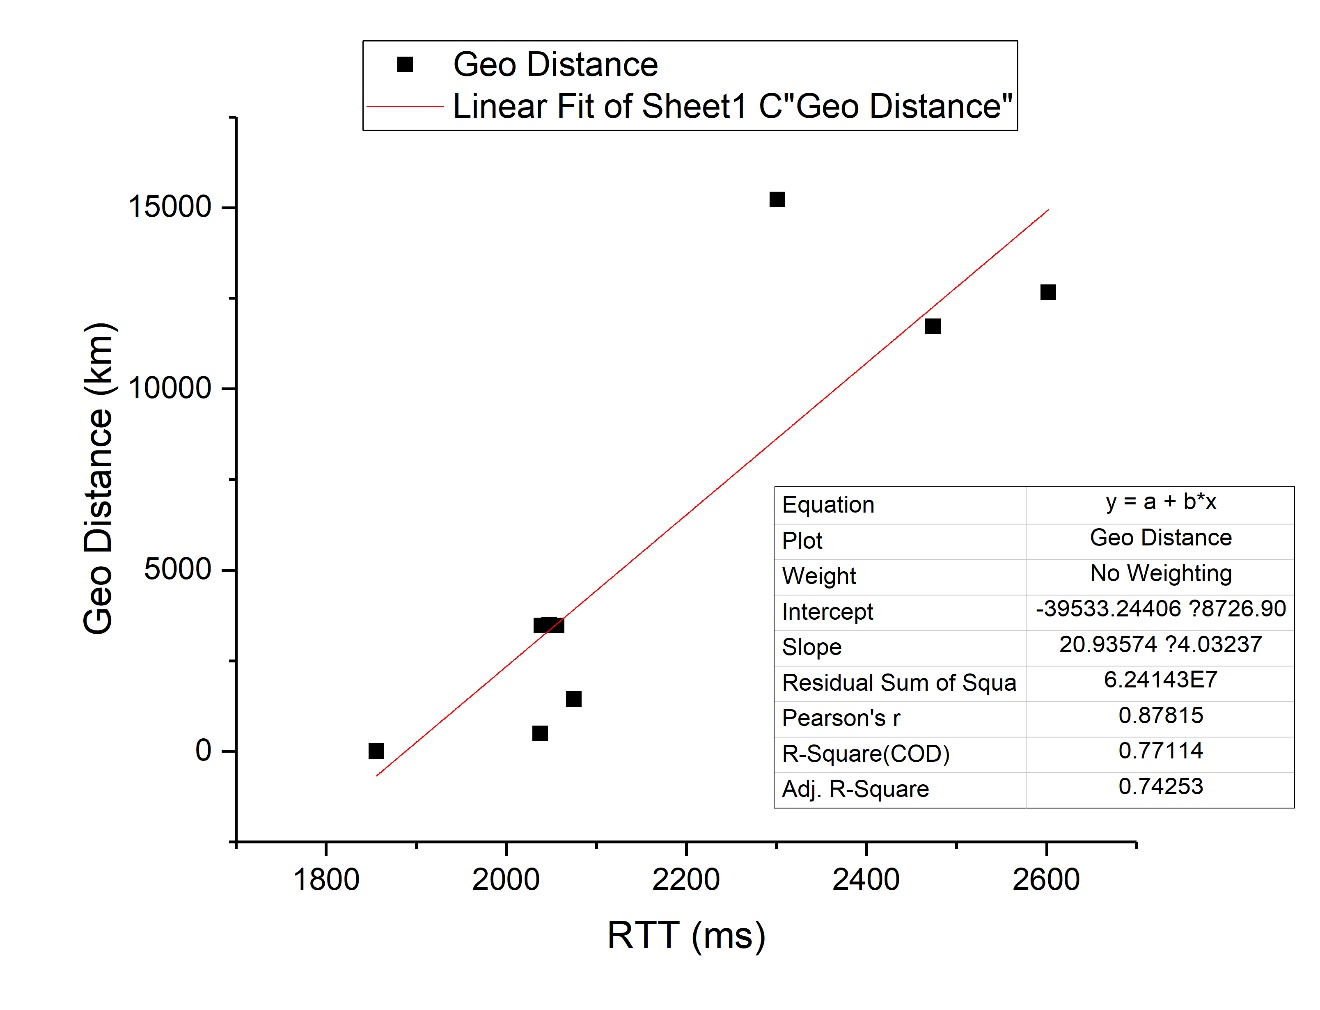 Geo Distance
Linear Fit of Sheet1 C"Geo Distance"
15000
10000
5000
0
Geo Distance (km)
1800 2000 2200 2400 2600
RTT (ms)
Equation y = a + b*x
Plot Geo Distance
Weight No Weighting
Intercept -39533.24406 ?8726.90
Slope 20.93574 ?4.03237
Residual Sum of Squa 6.24143E7
Pearson's r 0.87815
R-Square(COD) 0.77114
Adj. R-Square 0.74253